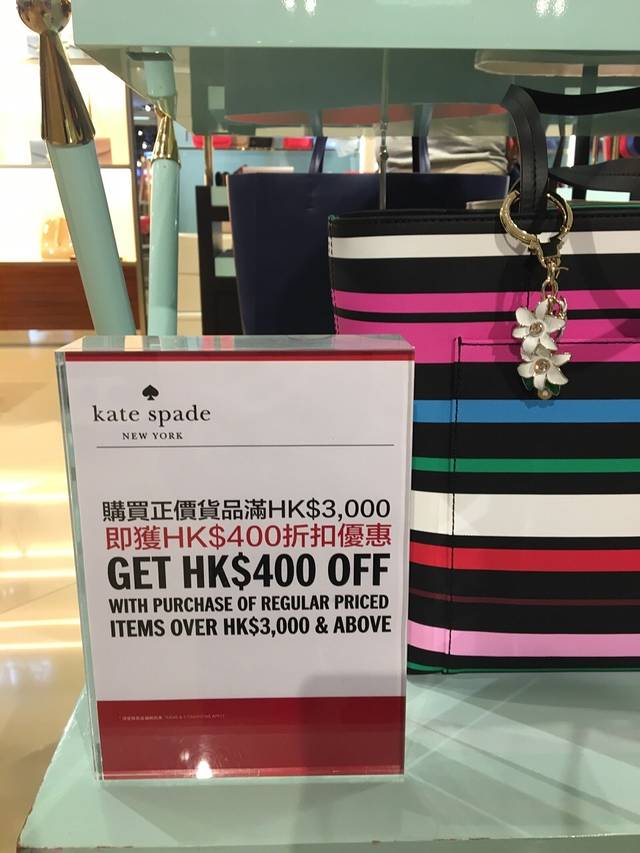 kate spade
NEW YORK
購買正價貨品滿HK$3,000
即獲HK$400折扣優惠
GET HK$400 OFF
WITH PURCHASE OF REGULAR PRICED
ITEMS OVER HK$3,000 & ABOVE